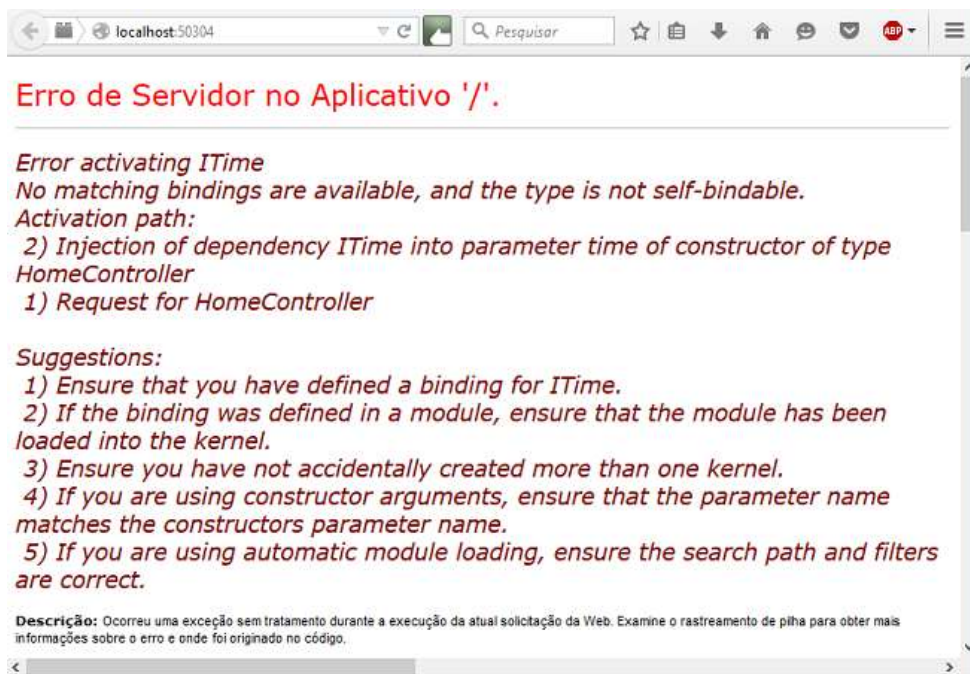 localhost:50304
Pesquisar
ABP
Erro de Servidor no Aplicativo '/'.
Error activating ITime
No matching bindings are available, and the type is not self-bindable.
Activation path:
2) Injection of dependency ITime into parameter time of constructor of type
HomeController
1) Request for HomeController
Suggestions:
1) Ensure that you have defined a binding for ITime.
2) If the binding was defined in a module, ensure that the module has been
loaded into the kernel.
3) Ensure you have not accidentally created more than one kernel.
4) If you are using constructor arguments, ensure that the parameter name
matches the constructors parameter name.
5) If you are using automatic module loading, ensure the search path and filters
are correct.
Descrição: Ocorreu uma exceção sem tratamento durante a execução da atual solicitação da Web. Examine o rastreamento de pilha para obter mais
informações sobre o erro e onde foi originado no código.